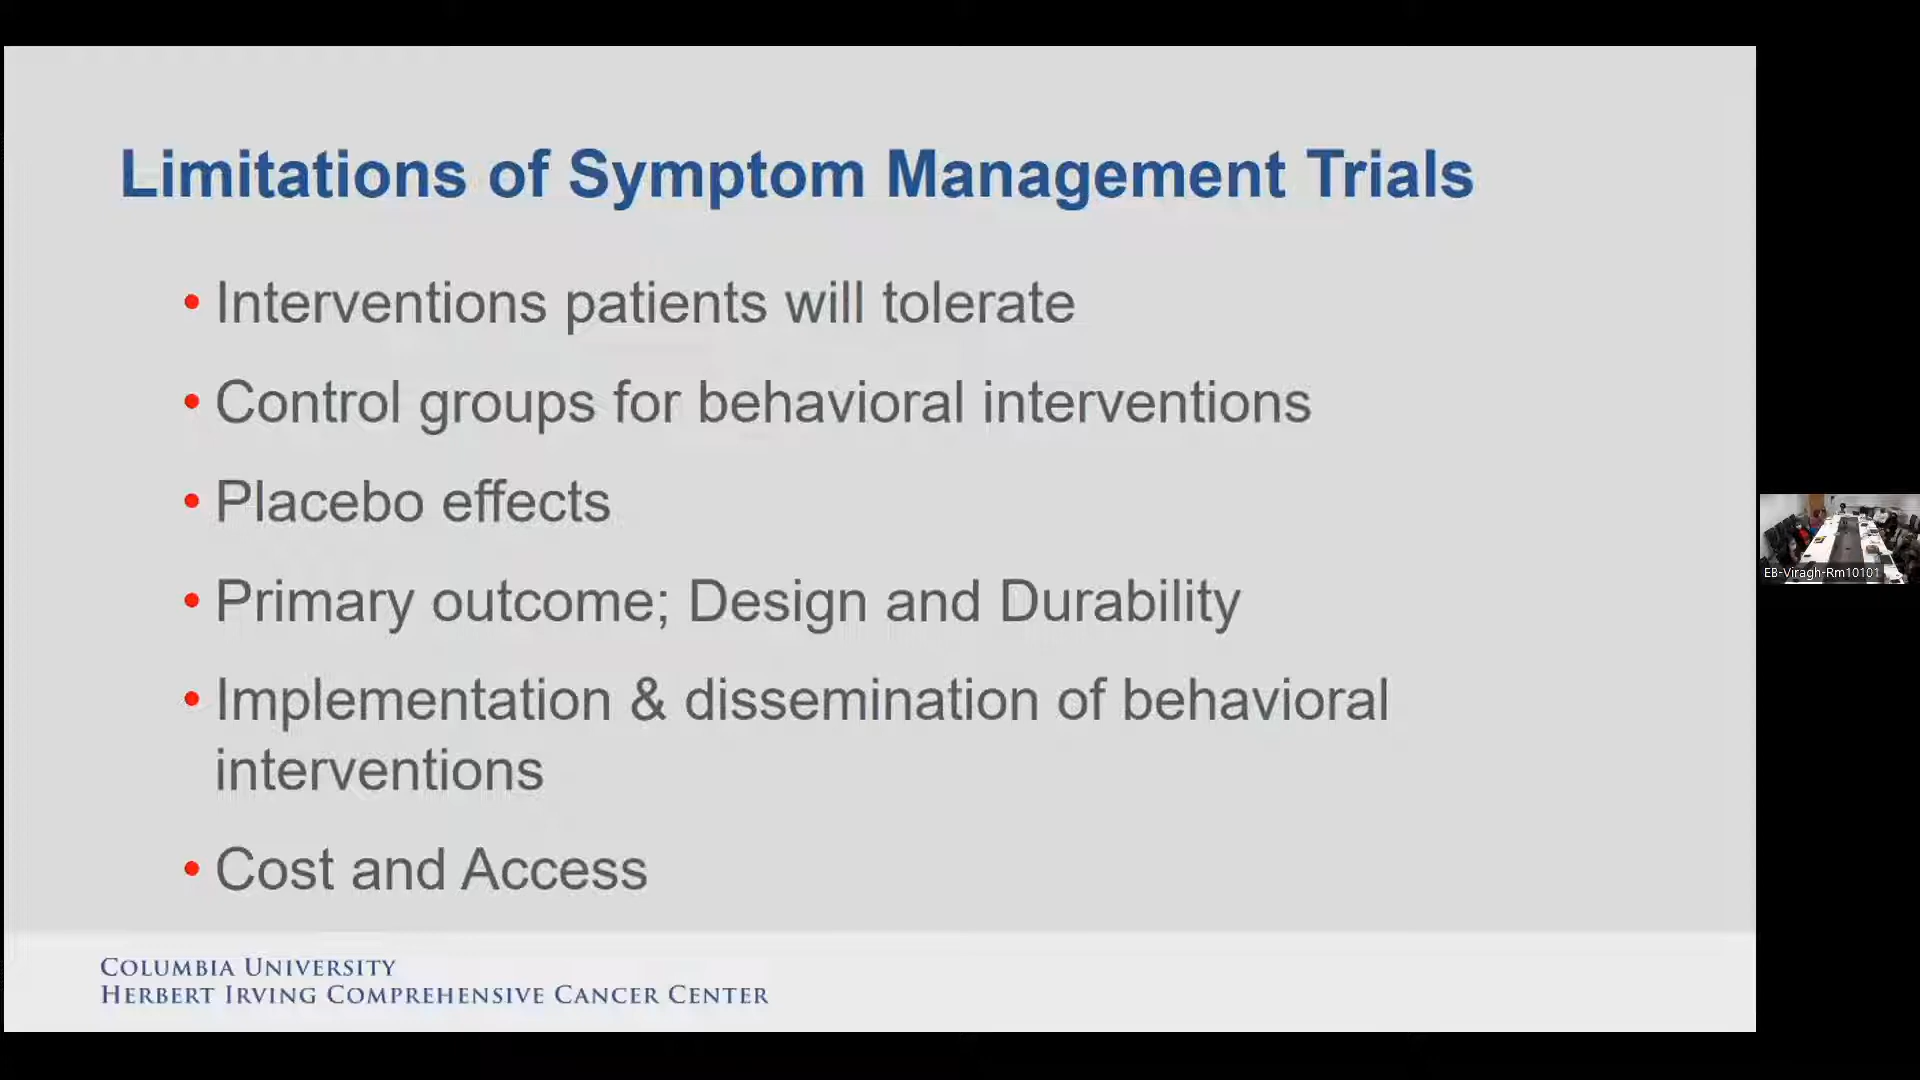 Limitations of Symptom Management Trials
• Interventions patients will tolerate
• Control groups for behavioral interventions
• Placebo effects
• Primary outcome; Design and Durability
• Implementation & dissemination of behavioral
interventions
• Cost and Access
COLUMBIA UNIVERSITY
HERBERT IRVING COMPREHENSIVE CANCER CENTER
EB-Viragh-Rm10101